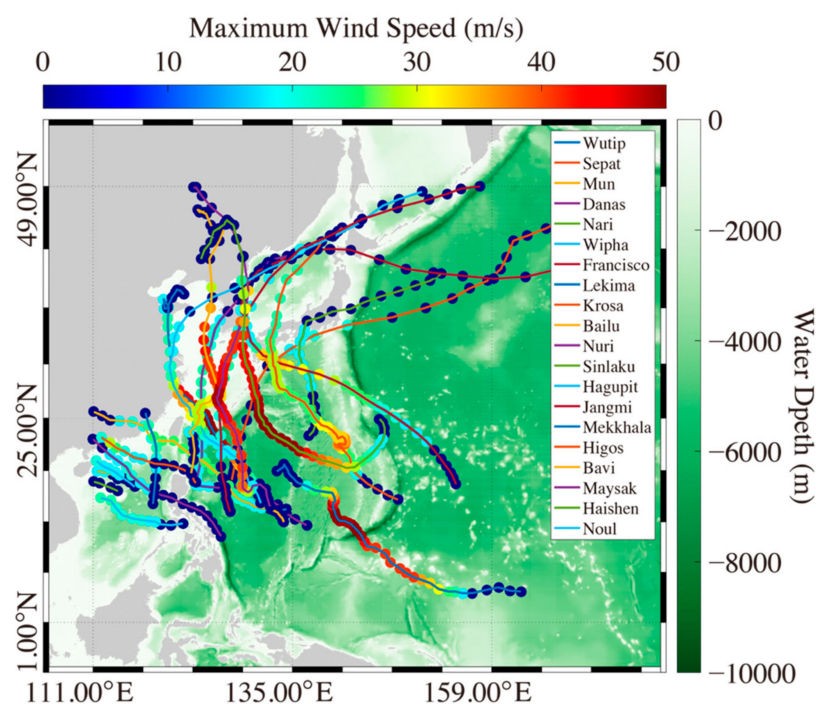 Maximum Wind Speed (m/s)
0 10 20 30 40 50
49.00°N
25.00°N
1.00°N
111.00°E 135.00°E 159.00°E
Wutip
Sepat
Mun
Danas
Nari
Wipha
Francisco
Lekima
Krosa
Bailu
Nuri
Sinlaku
Hagupit
Jangmi
Mekkhala
Higos
Bavi
Maysak
Haishen
Noul
0
−2000
−4000
−6000
−8000
−10000
Water Dpeth (m)